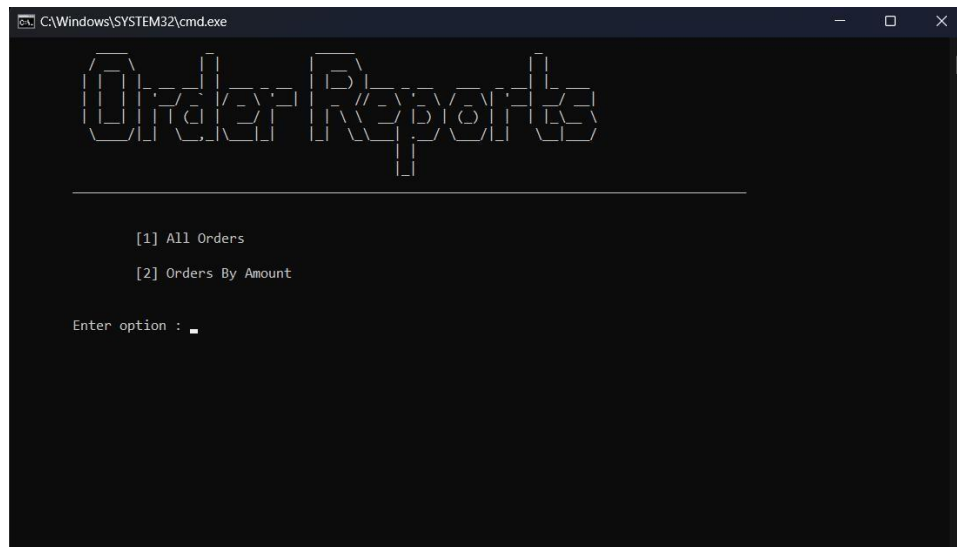 C:\Windows\SYSTEM32\cmd.exe
Order Reports
[1] All Orders
[2] Orders By Amount
Enter option :